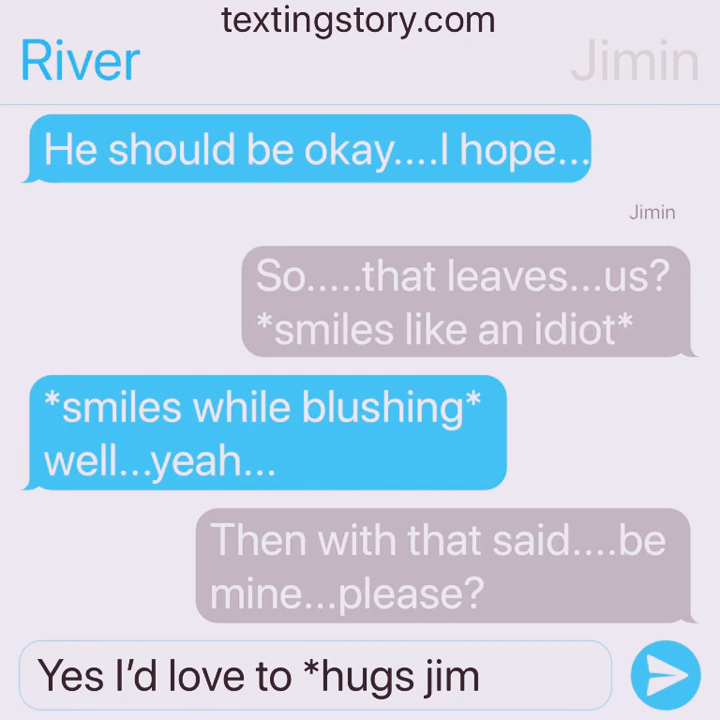 textingstory.com
River
Jimin
He should be okay....I hope...
Jimin
So.....that leaves...us?
*smiles like an idiot*
*smiles while blushing*
well...yeah...
Then with that said....be
mine...please?
Yes I’d love to *hugs jim